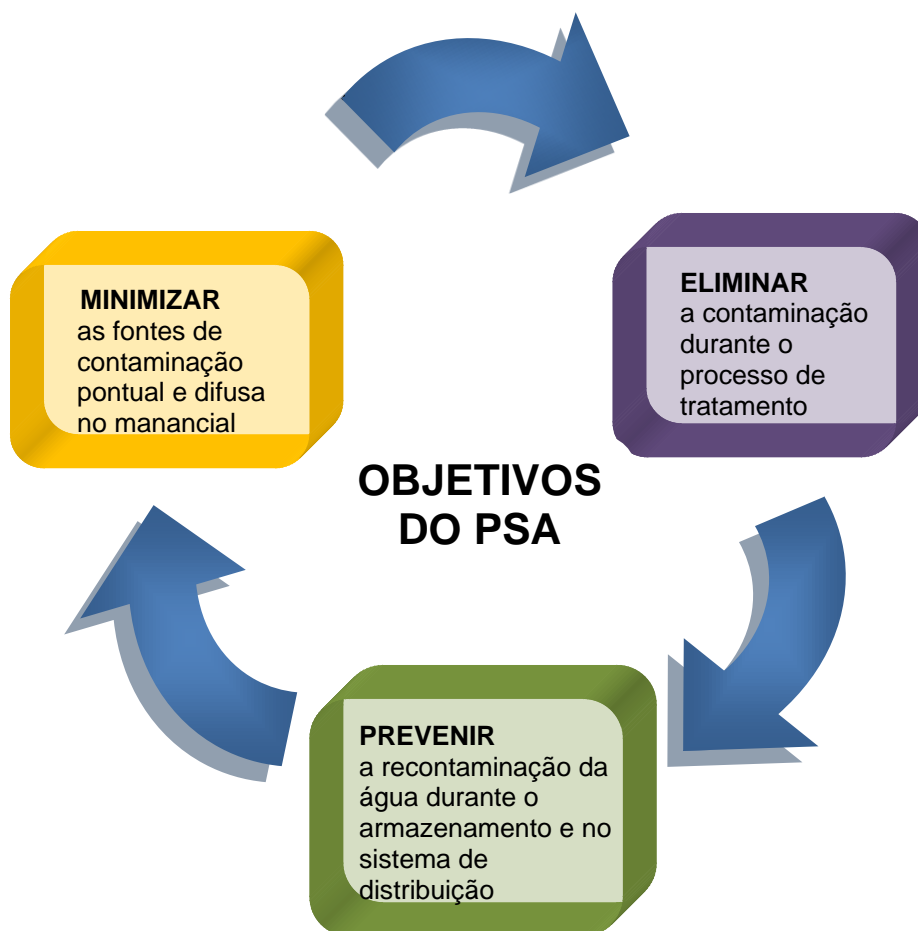 MINIMIZAR
as fontes de
contaminação
pontual e difusa
no manancial
ELIMINAR
a contaminação
durante o
processo de
tratamento
OBJETIVOS
DO PSA
PREVENIR
a recontaminação da
água durante o
armazenamento e no
sistema de
distribuição